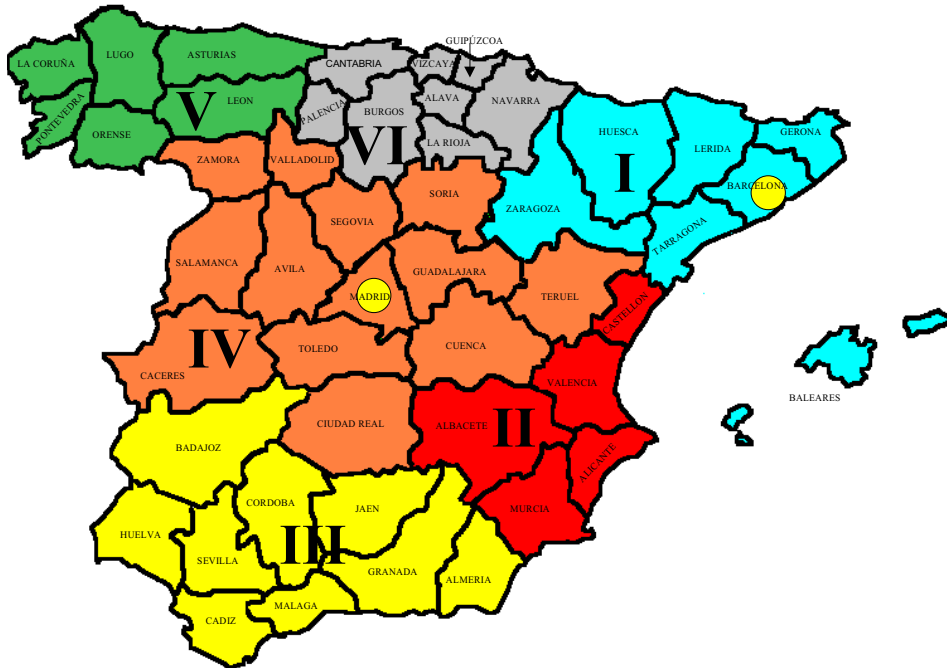 GUIPÚZCOA
LA CORUÑA
LUGO
ASTURIAS
CANTABRIA
VIZCAYA
PONTEVEDRA
ORENSE
LEON
V
PALENCIA
BURGOS
VI
ALAVA
LA RIOJA
NAVARRA
HUESCA
I
LERIDA
GERONA
BARCELONA
ZARAGOZA
TARRAGONA
ZAMORA
VALLADOLID
SORIA
SEGOVIA
SALAMANCA
AVILA
MADRID
GUADALAJARA
TERUEL
CASTELLON
CACERES
IV
TOLEDO
CUENCA
VALENCIA
BALEARES
CIUDAD REAL
ALBACETE
II
ALICANTE
MURCIA
BADAJOZ
CORDOBA
JAEN
HUELVA
SEVILLA
III
GRANADA
ALMERIA
MALAGA
CADIZ